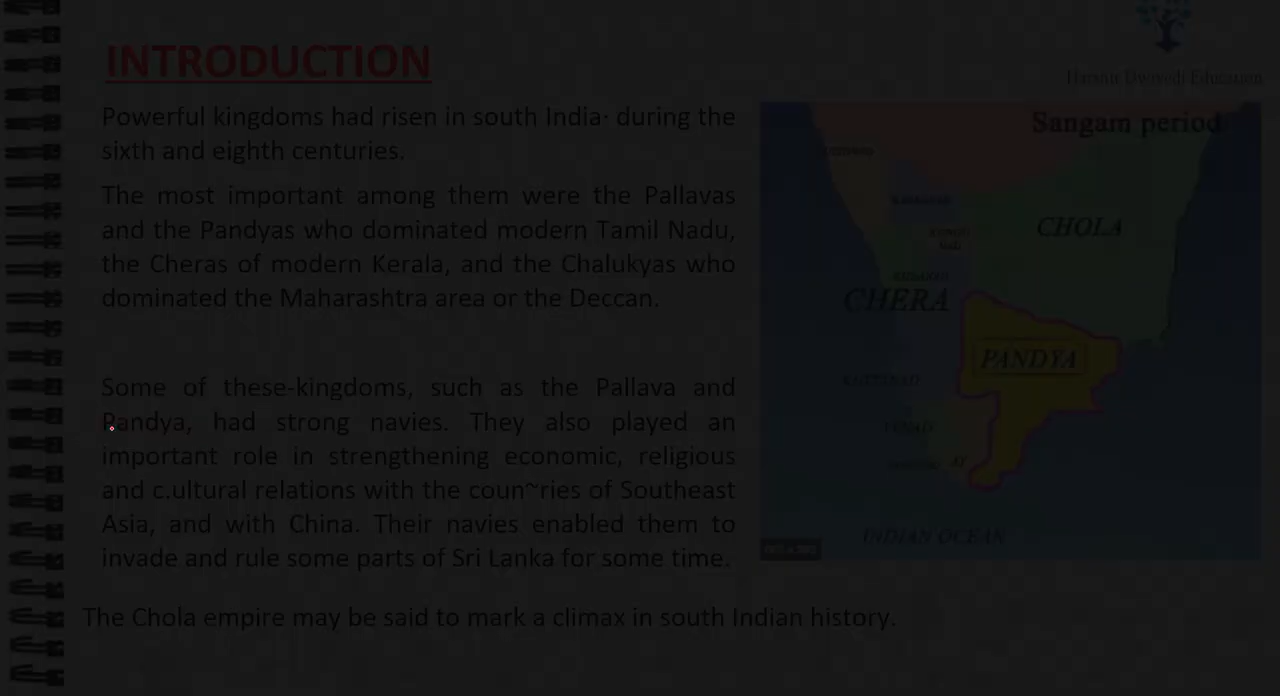 INTRODUCTION
Harshit Dwivedi Education
Powerful kingdoms had risen in south India· during the
sixth and eighth centuries.
The most important among them were the Pallavas
and the Pandyas who dominated modern Tamil Nadu,
the Cheras of modern Kerala, and the Chalukyas who
dominated the Maharashtra area or the Deccan.
Some of these-kingdoms, such as the Pallava and
Pandya, had strong navies. They also played an
important role in strengthening economic, religious
and c.ultural relations with the coun~ries of Southeast
Asia, and with China. Their navies enabled them to
invade and rule some parts of Sri Lanka for some time.
The Chola empire may be said to mark a climax in south Indian history.
Sangam period
CHOLA
CHERA
PANDYA
VENAD
AY
INDIAN OCEAN